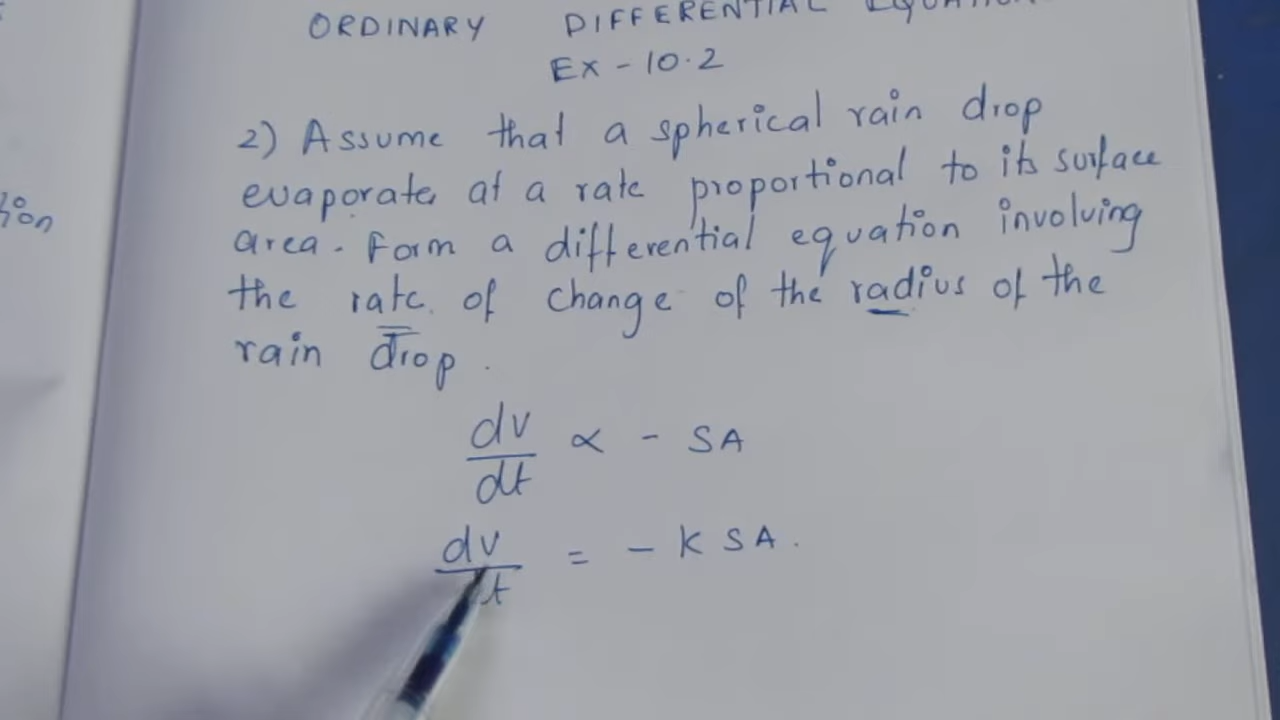 ORDINARY DIFFERENTIAL
EX - 10.2
2) Assume that a spherical rain drop
evaporates at a rate proportional to its surface
area. Form a differential equation involving
the rate of change of the radius of the
rain drop.
dv/dt ∝ - SA
dv/dt = - K SA.